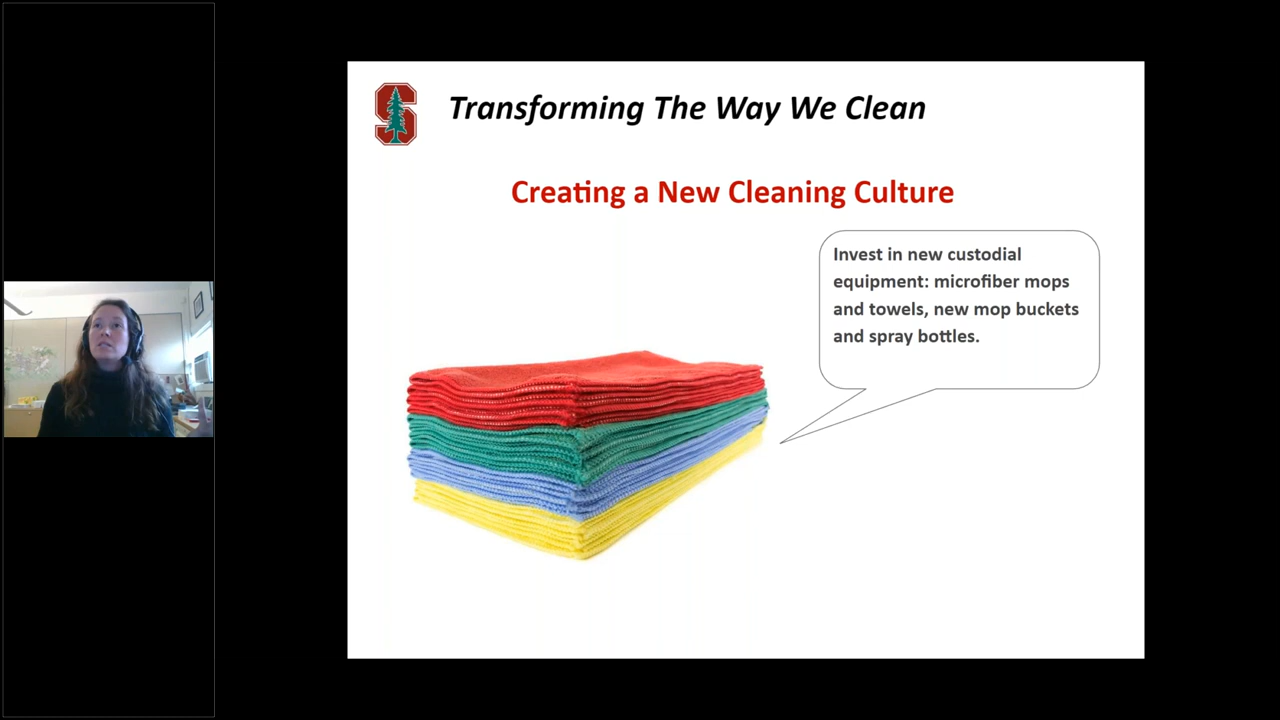 Transforming The Way We Clean
Creating a New Cleaning Culture
Invest in new custodial
equipment: microfiber mops
and towels, new mop buckets
and spray bottles.